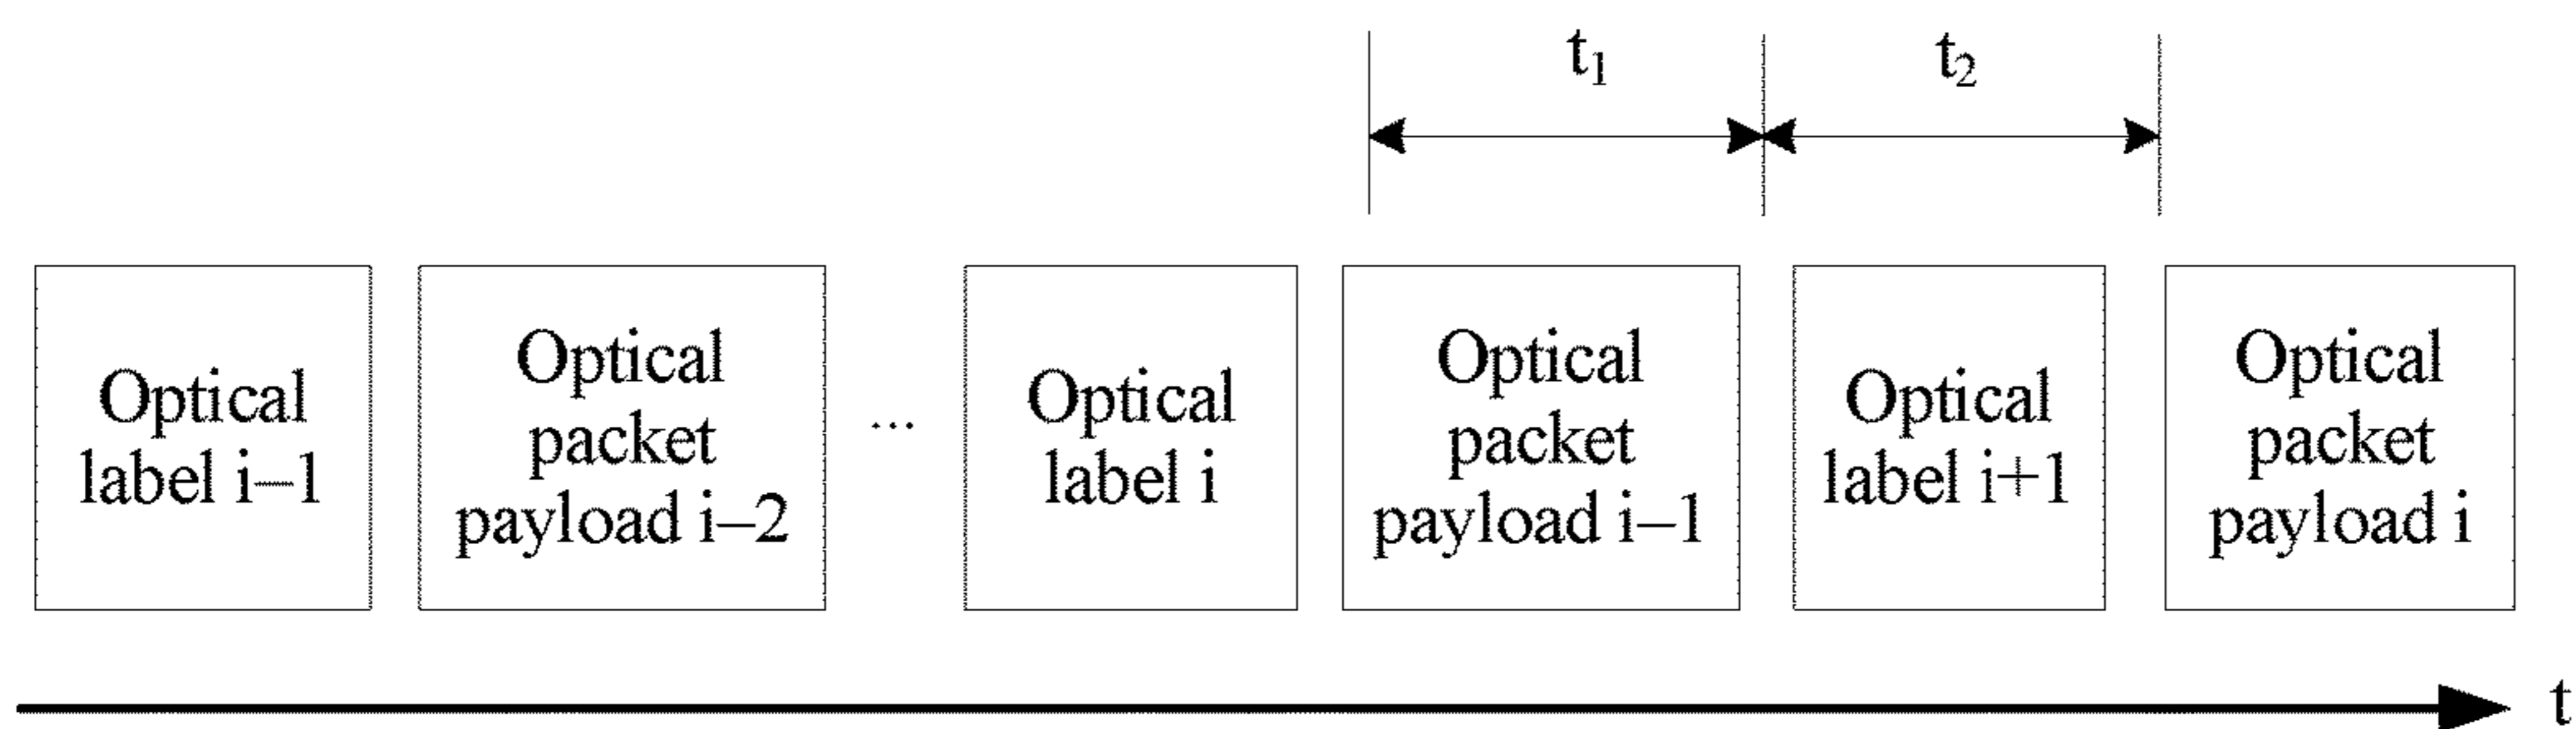 t₁
t₂
Optical
label i–1
Optical
packet
payload i–2
...
Optical
label i
Optical
packet
payload i–1
Optical
label i+1
Optical
packet
payload i
t